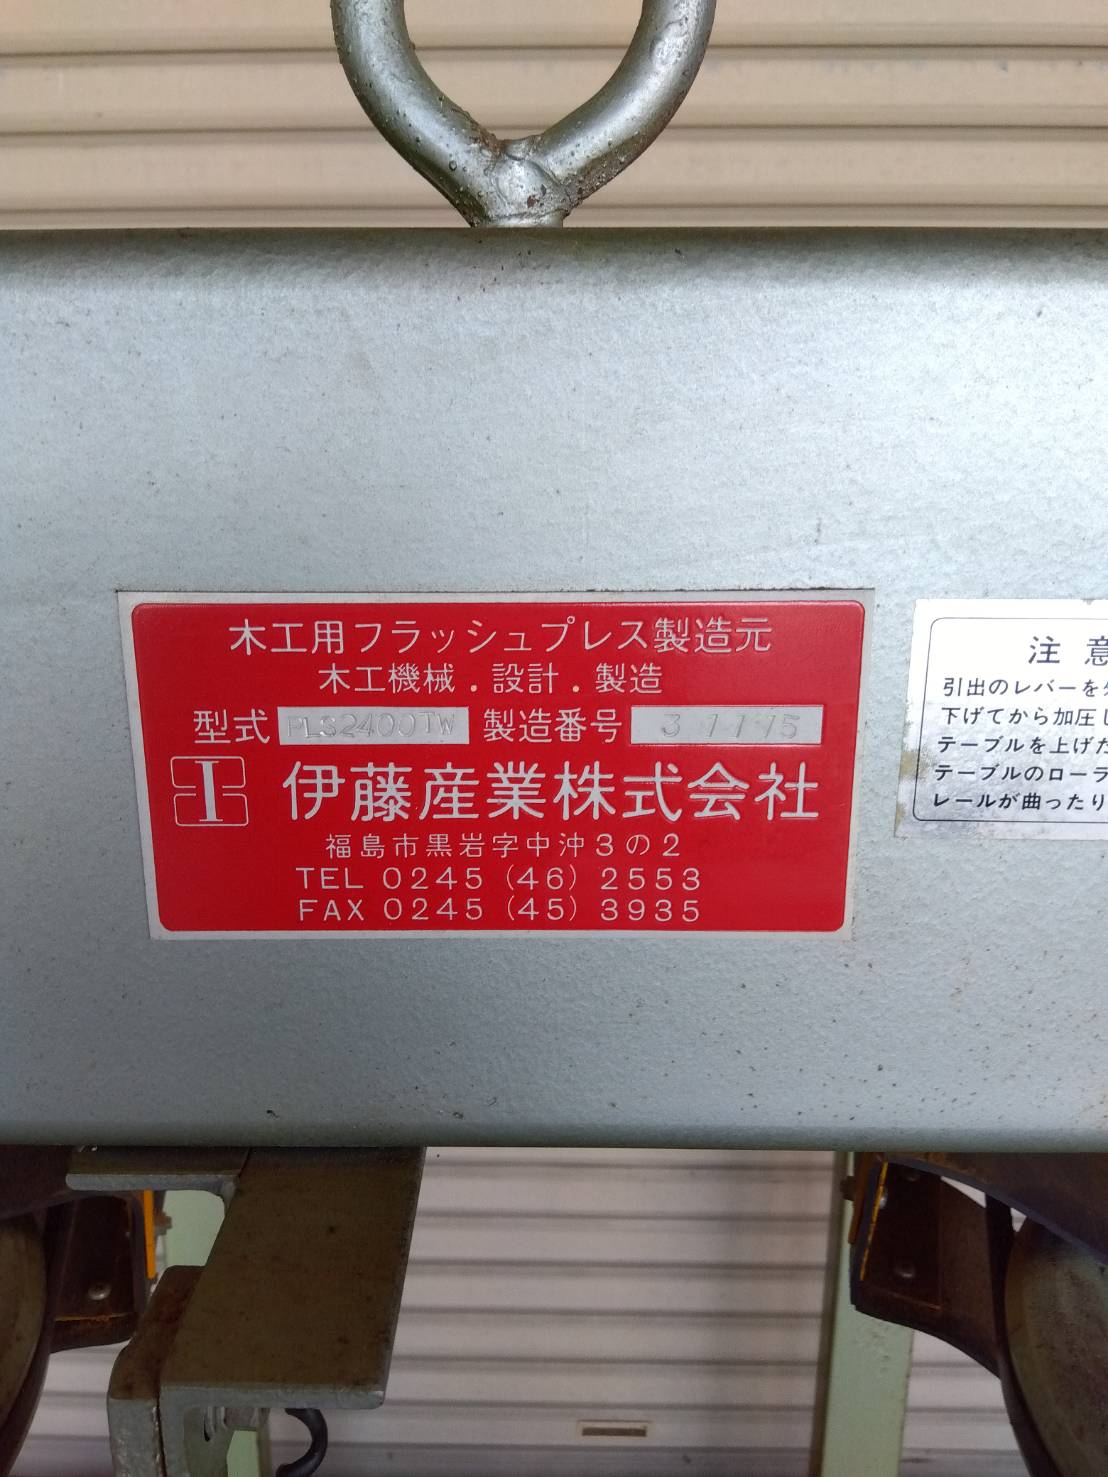 木工用フラッシュプレス製造元
木工機械.設計.製造
型式 PLS2400TW 製造番号
I 伊藤産業株式会社
福島市黒岩字中沖3の2
TEL 0245 (46) 2553
FAX 0245 (45) 3935
注 意
引出のレバーを
下げてから加圧し
テーブルを上げた
テーブルのローラ
レールが曲ったり